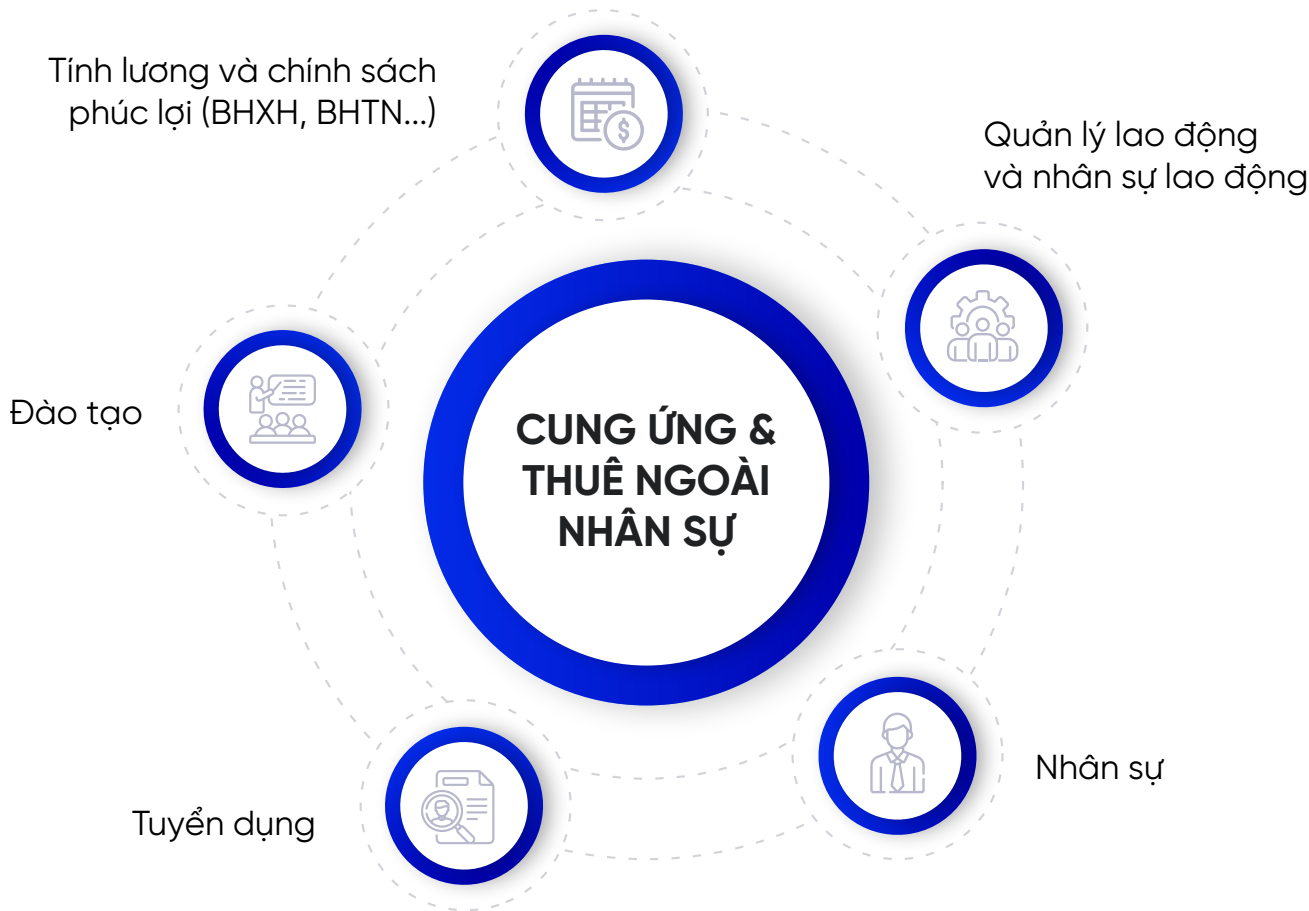 Tính lương và chính sách
phúc lợi (BHXH, BHTN...)
Quản lý lao động
và nhân sự lao động
Đào tạo
CUNG ỨNG &
THUÊ NGOÀI
NHÂN SỰ
Nhân sự
Tuyển dụng